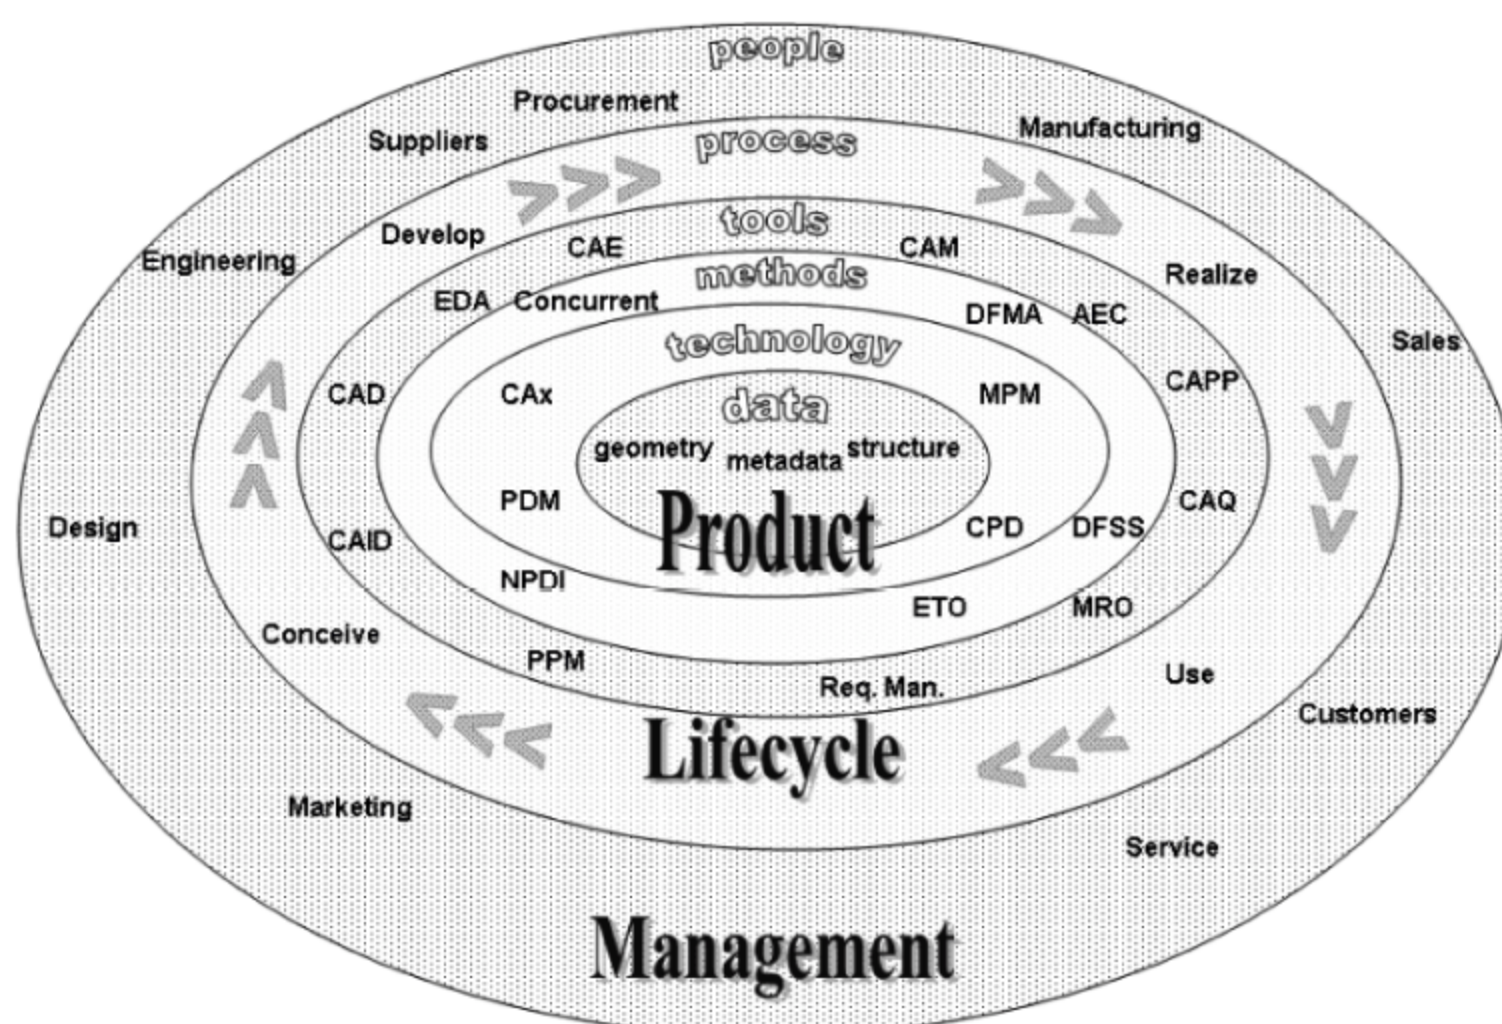 people
Procurement
Manufacturing
Suppliers
process
Develop
tools
CAE
CAM
Engineering
methods
Realize
EDA
Concurrent
DFMA
AEC
technology
Sales
CAD
CAx
data
MPM
CAPP
geometry
metadata
structure
PDM
Product
CAQ
Design
CAID
CPD
DFSS
NPDI
ETO
MRO
Conceive
PPM
Req. Man.
Use
Lifecycle
Customers
Marketing
Service
Management